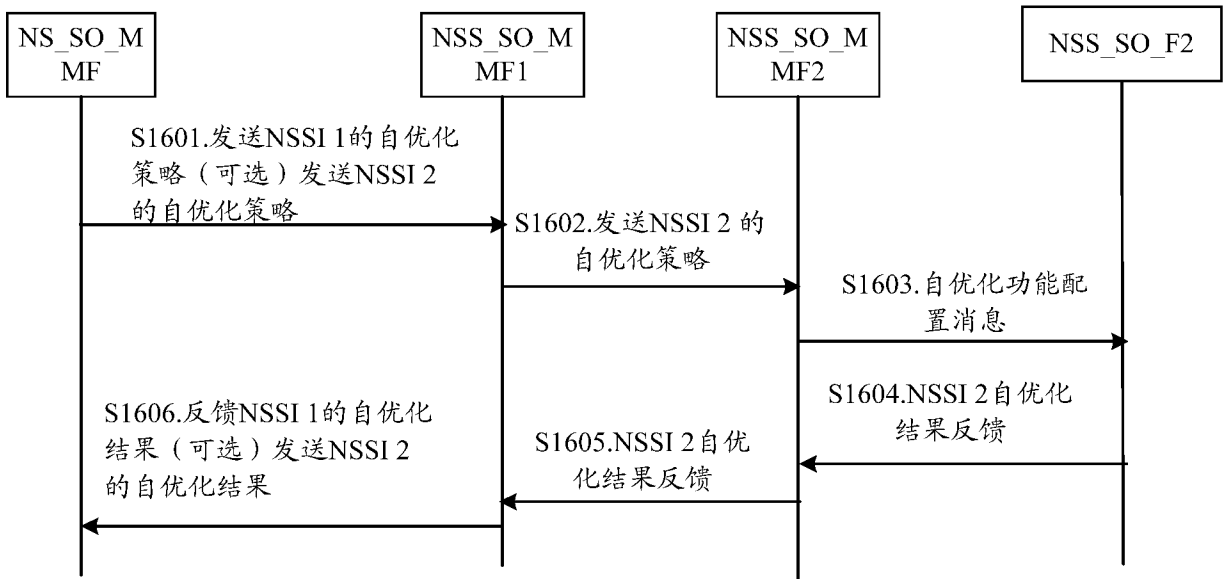 NS_SO_M
MF
NSS_SO_M
MF1
NSS_SO_M
MF2
NSS_SO_F2
S1601.发送NSSI 1的自优化
策略（可选）发送NSSI 2
的自优化策略
S1602.发送NSSI 2 的
自优化策略
S1603.自优化功能配
置消息
S1604.NSSI 2自优化
结果反馈
S1605.NSSI 2自优
化结果反馈
S1606.反馈NSSI 1的自优化
结果（可选）发送NSSI 2
的自优化结果